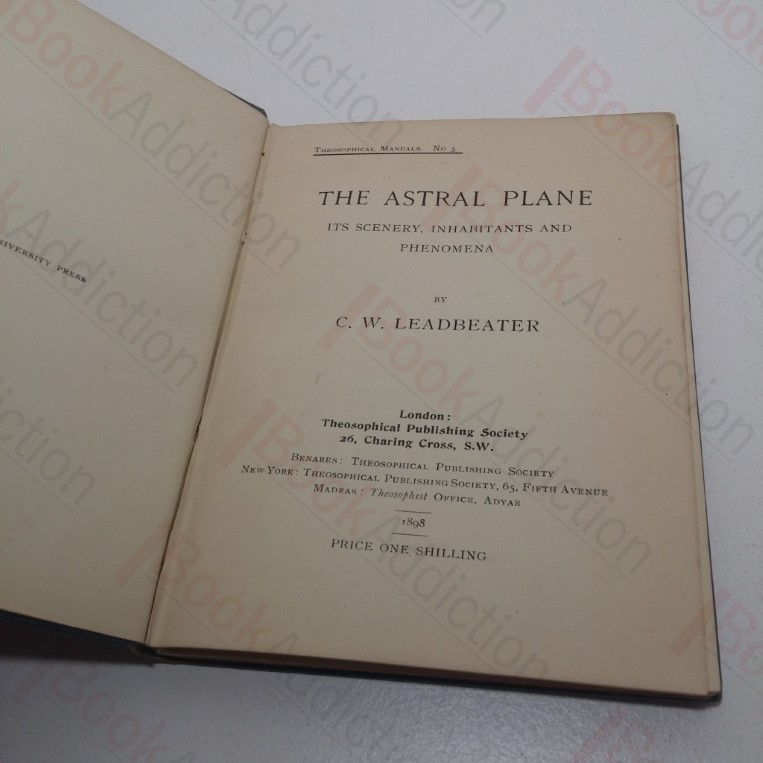 IVERSITY PRESS
THEOSOPHICAL MANUALS. NO 5.
THE ASTRAL PLANE
ITS SCENERY, INHABITANTS AND
PHENOMENA
BY
C. W. LEADBEATER
London:
Theosophical Publishing Society
26, Charing Cross, S.W.
BENARES: THEOSOPHICAL PUBLISHING SOCIETY
NEW YORK: THEOSOPHICAL PUBLISHING SOCIETY, 65, FIFTH AVENUE
MADRAS: Theosophist OFFICE, ADYAR
1898
PRICE ONE SHILLING
BookAddiction